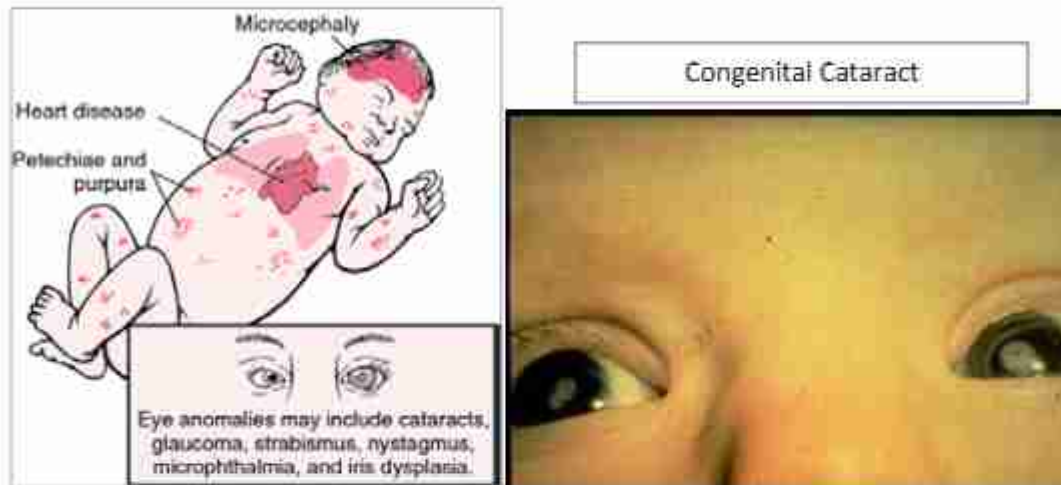 Microcephaly
Heart disease
Petechiae and
purpura
Eye anomalies may include cataracts,
glaucoma, strabismus, nystagmus,
microphthalmia, and iris dysplasia.
Congenital Cataract